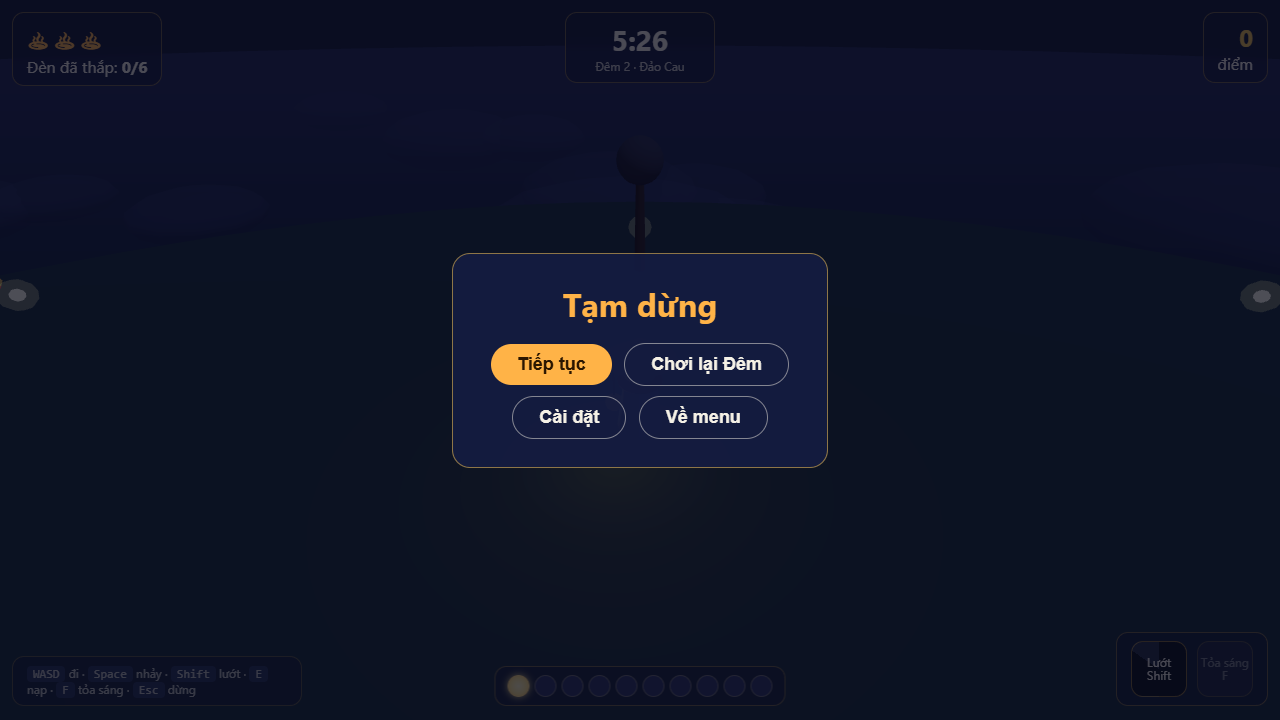 Đèn đã thắp: 0/6
5:26
Đêm 2 · Đảo Cau
0
điểm
Tạm dừng
Tiếp tục
Chơi lại Đêm
Cài đặt
Về menu
WASD đi · Space nhảy · Shift lướt · E
nạp · F tỏa sáng · Esc dừng
Lướt
Shift
Tỏa sáng
F